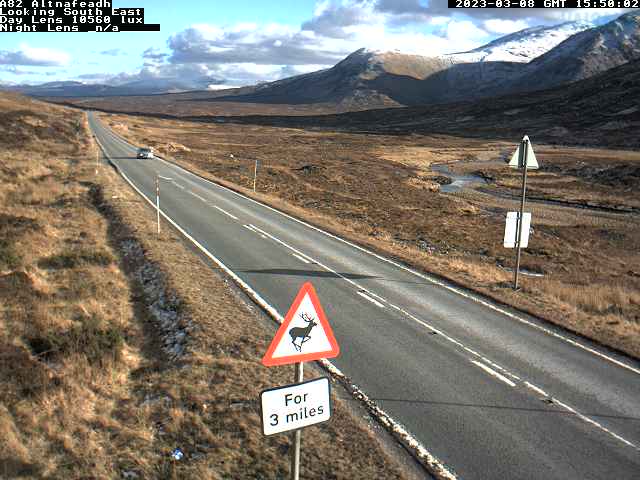 A82 Altnafeadh
Looking South East
Day Lens 10560 lux
Night Lens _n/a
2023-03-08 GMT 15:50:02
For
3 miles